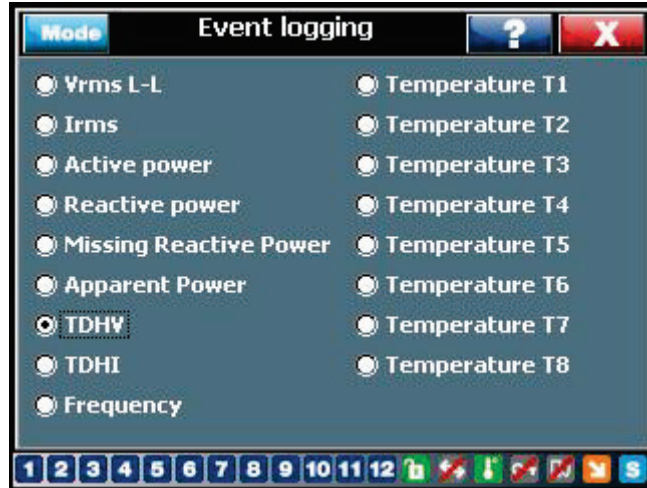 Mode Event logging ? X
Vrms L-L
Irms
Active power
Reactive power
Missing Reactive Power
Apparent Power
TDHV
TDHI
Frequency
Temperature T1
Temperature T2
Temperature T3
Temperature T4
Temperature T5
Temperature T6
Temperature T7
Temperature T8
1 2 3 4 5 6 7 8 9 10 11 12 S